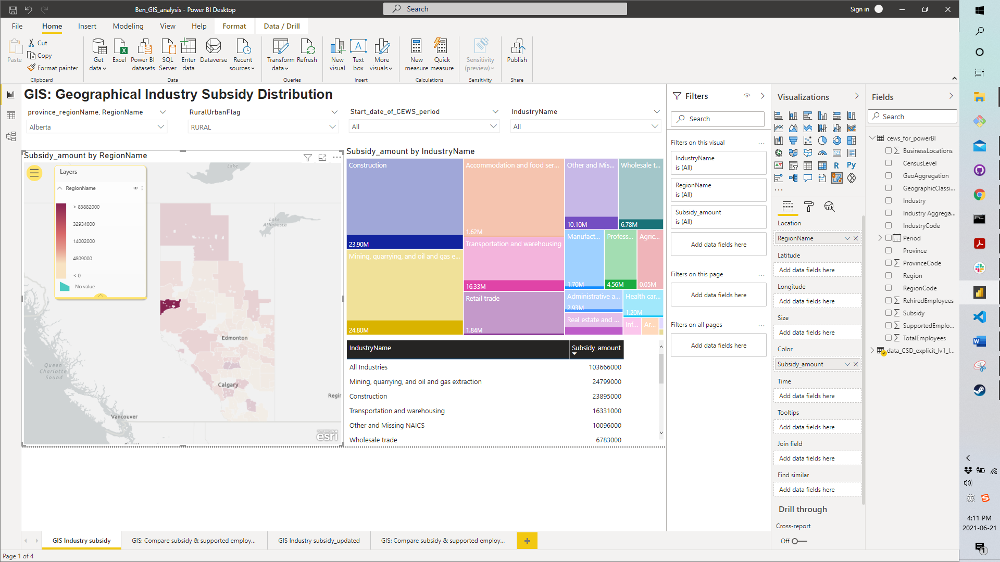 Ben_GIS_analysis - Power BI Desktop
Search
Sign in
File
Home
Insert
Modeling
View
Help
Format
Data / Drill
Paste
Cut
Copy
Format painter
Clipboard
Get data
Excel
Power BI datasets
SQL Server
Enter data
Dataverse
Recent sources
Data
Transform data
Refresh
Queries
New visual
Text box
More visuals
Insert
New measure
Quick measure
Calculations
Sensitivity (preview)
Sensitivity
Publish
Share
GIS: Geographical Industry Subsidy Distribution
province_regionName, RegionName
Alberta
RuralUrbanFlag
RURAL
Start_date_of_CEWS_period
All
IndustryName
All
Subsidy_amount by RegionName
Layers
RegionName
> 83882000
32934000
14002000
4809000
< 0
No value
Lake
Lake Athabasca
Edmonton
Calgary
Queen Charlotte Sound
Vancouver
Regin
Seattle
POWERED BY
esri
Subsidy_amount by IndustryName
Construction
23.90M
Mining, quarrying, and oil and gas e...
24.80M
Accommodation and food ser...
1.62M
Transportation and warehousing
16.33M
Retail trade
1.84M
Other and Mis...
10.10M
Wholesale t...
6.78M
Manufact...
1.70M
Profess...
4.56M
Agric...
0.05M
Administrative a...
2.93M
Health car...
1.20M
Real estate and ...
Inf...
Ar...
IndustryName
Subsidy_amount
All Industries 103666000
Mining, quarrying, and oil and gas extraction 24799000
Construction 23895000
Transportation and warehousing 16331000
Other and Missing NAICS 10096000
Wholesale trade 6783000
Filters
Search
Filters on this visual
IndustryName
is (All)
RegionName
is (All)
Subsidy_amount
is (All)
Add data fields here
Filters on this page
Add data fields here
Filters on all pages
Add data fields here
Visualizations
R
Py
Location
RegionName
Latitude
Add data fields here
Longitude
Add data fields here
Size
Add data fields here
Color
Subsidy_amount
Time
Add data fields here
Tooltips
Add data fields here
Join field
Add data fields here
Find similar
Add data fields here
Drill through
Cross-report
Off
Fields
Search
cews_for_powerBI
BusinessLocations
CensusLevel
GeoAggregation
GeographicClassi...
Industry
Industry Aggrega...
IndustryCode
Period
Province
ProvinceCode
Region
RegionCode
RehiredEmployees
Subsidy
SupportedEmplo...
TotalEmployees
data_CSD_explicit_lv1_l...
GIS Industry subsidy
GIS: Compare subsidy & supported employ...
GIS Industry subsidy_updated
GIS: Compare subsidy & supported employ...
Page 1 of 4
英
4:11 PM
2021-06-21
1